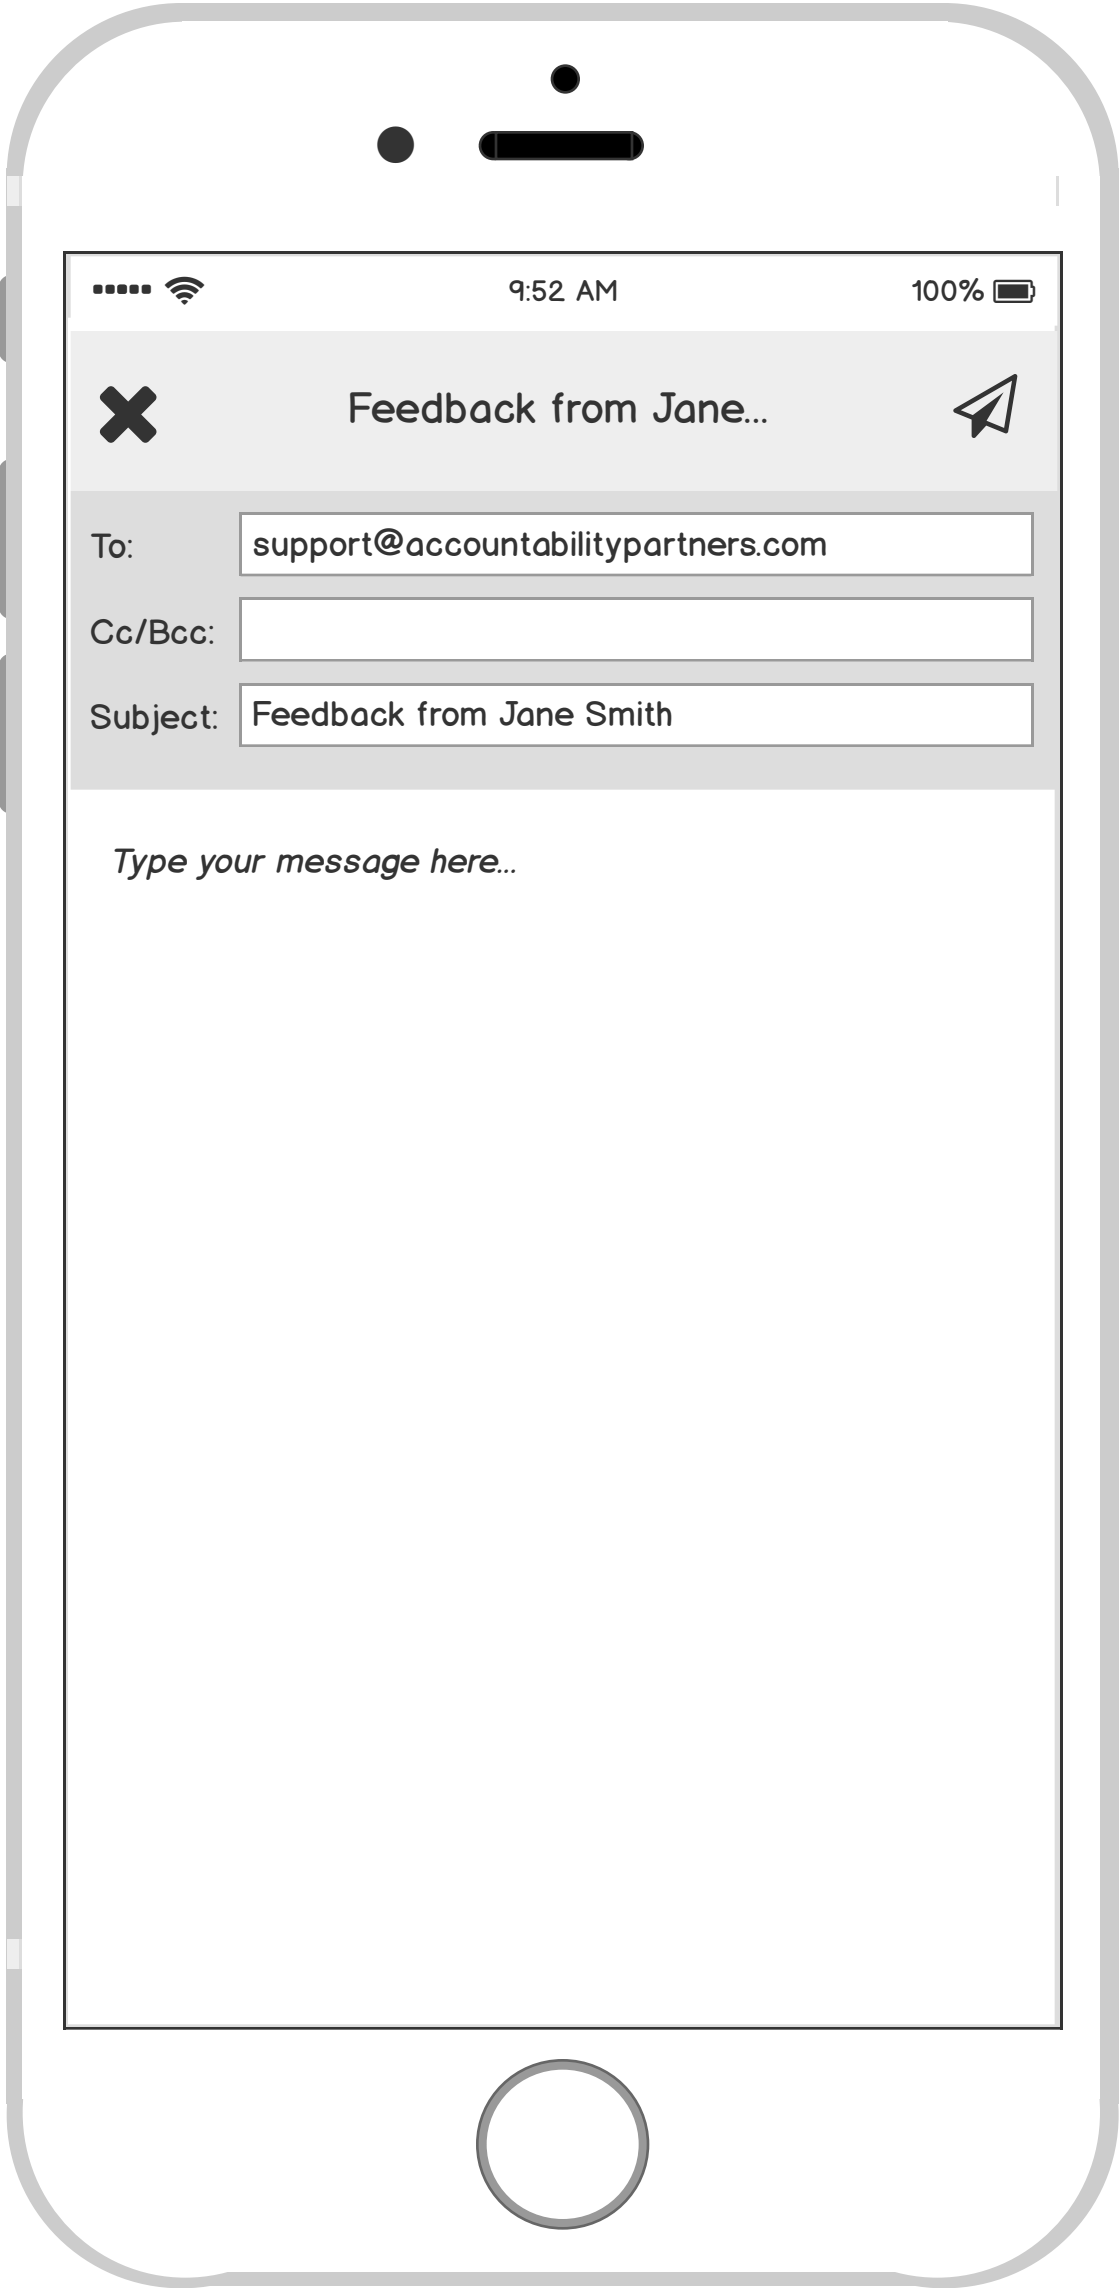 9:52 AM 100%
Feedback from Jane...
To: support@accountabilitypartners.com
Cc/Bcc:
Subject: Feedback from Jane Smith
Type your message here...